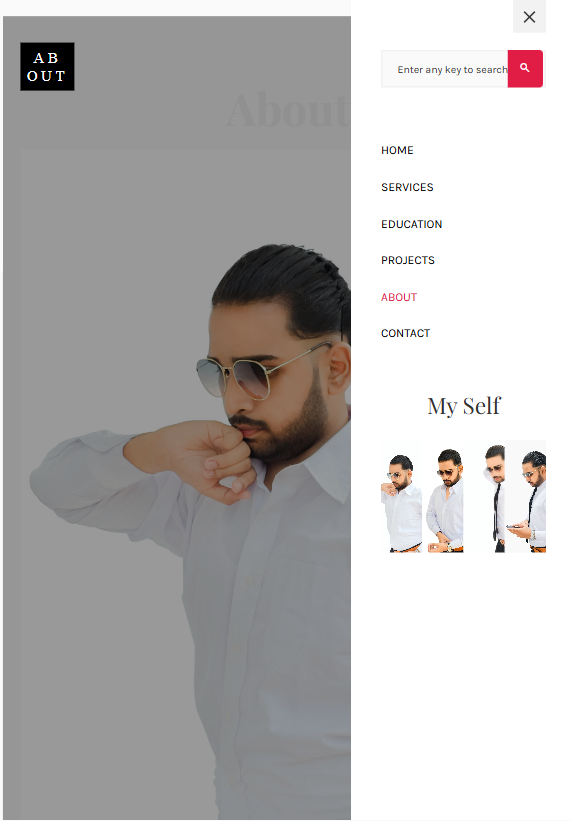 AB
OUT
About
Enter any key to search
HOME
SERVICES
EDUCATION
PROJECTS
ABOUT
CONTACT
My Self